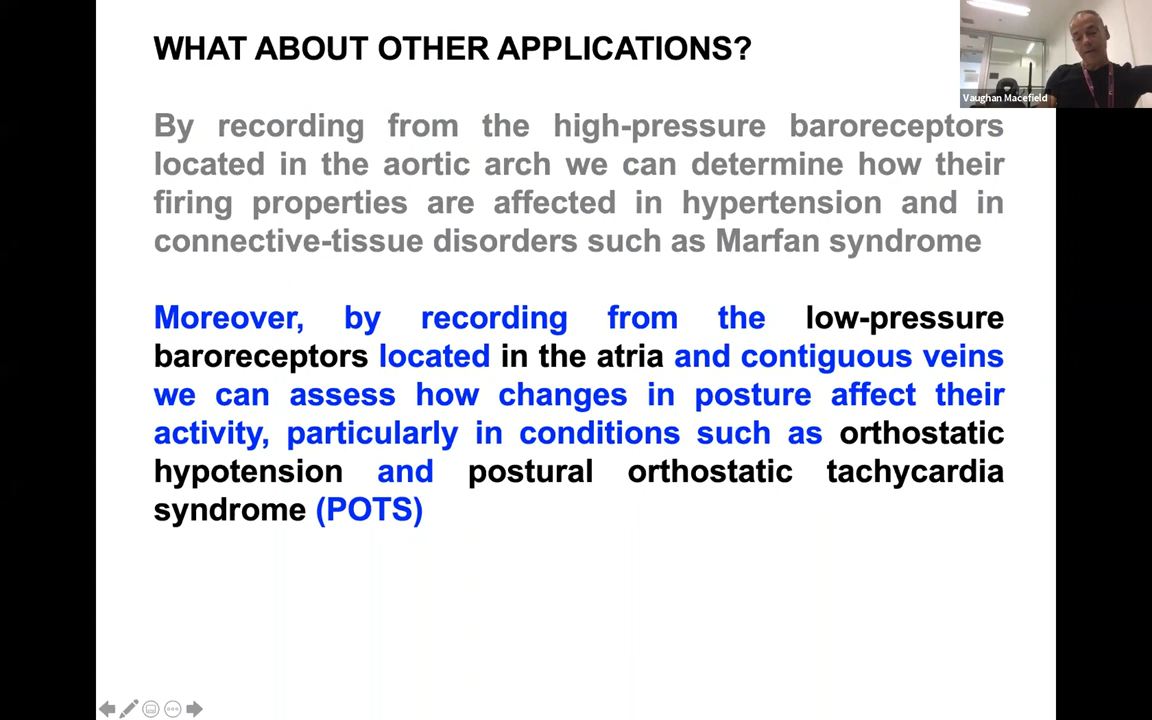 WHAT ABOUT OTHER APPLICATIONS?
Vaughan Macefield
By recording from the high-pressure baroreceptors
located in the aortic arch we can determine how their
firing properties are affected in hypertension and in
connective-tissue disorders such as Marfan syndrome
Moreover, by recording from the low-pressure
baroreceptors located in the atria and contiguous veins
we can assess how changes in posture affect their
activity, particularly in conditions such as orthostatic
hypotension and postural orthostatic tachycardia
syndrome (POTS)